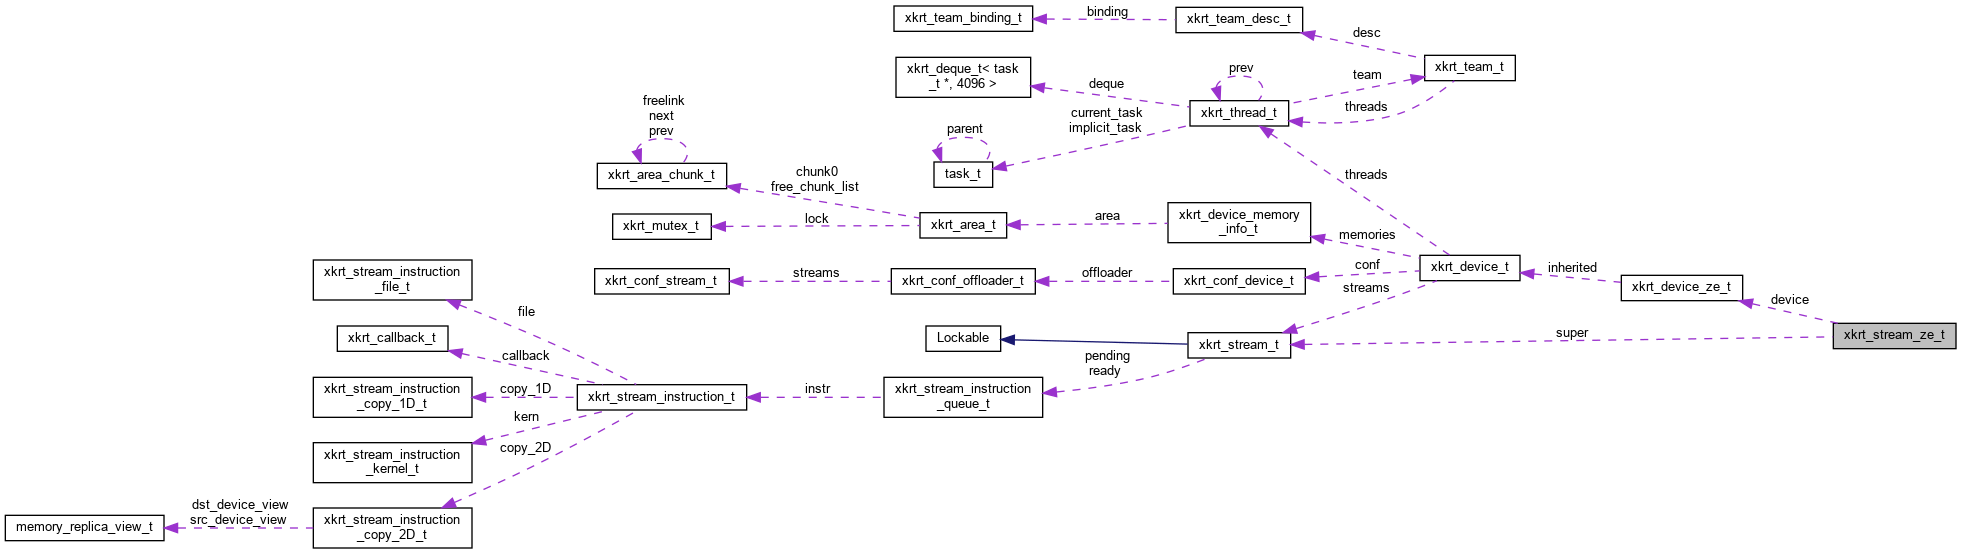 xkrt_team_binding_t
binding
xkrt_team_desc_t
desc
xkrt_team_t
xkrt_deque_t< task
_t *, 4096 >
deque
prev
team
threads
xkrt_thread_t
current_task
implicit_task
parent
task_t
freelink
next
prev
xkrt_area_chunk_t
chunk0
free_chunk_list
threads
xkrt_mutex_t
lock
xkrt_area_t
area
xkrt_device_memory
_info_t
memories
xkrt_conf_stream_t
streams
xkrt_conf_offloader_t
offloader
xkrt_conf_device_t
conf
streams
xkrt_device_t
inherited
xkrt_device_ze_t
device
xkrt_stream_ze_t
super
xkrt_stream_instruction
_file_t
file
xkrt_callback_t
callback
Lockable
xkrt_stream_t
pending
ready
xkrt_stream_instruction
_copy_1D_t
copy_1D
xkrt_stream_instruction_t
instr
xkrt_stream_instruction
_queue_t
kern
xkrt_stream_instruction
_kernel_t
copy_2D
memory_replica_view_t
dst_device_view
src_device_view
xkrt_stream_instruction
_copy_2D_t